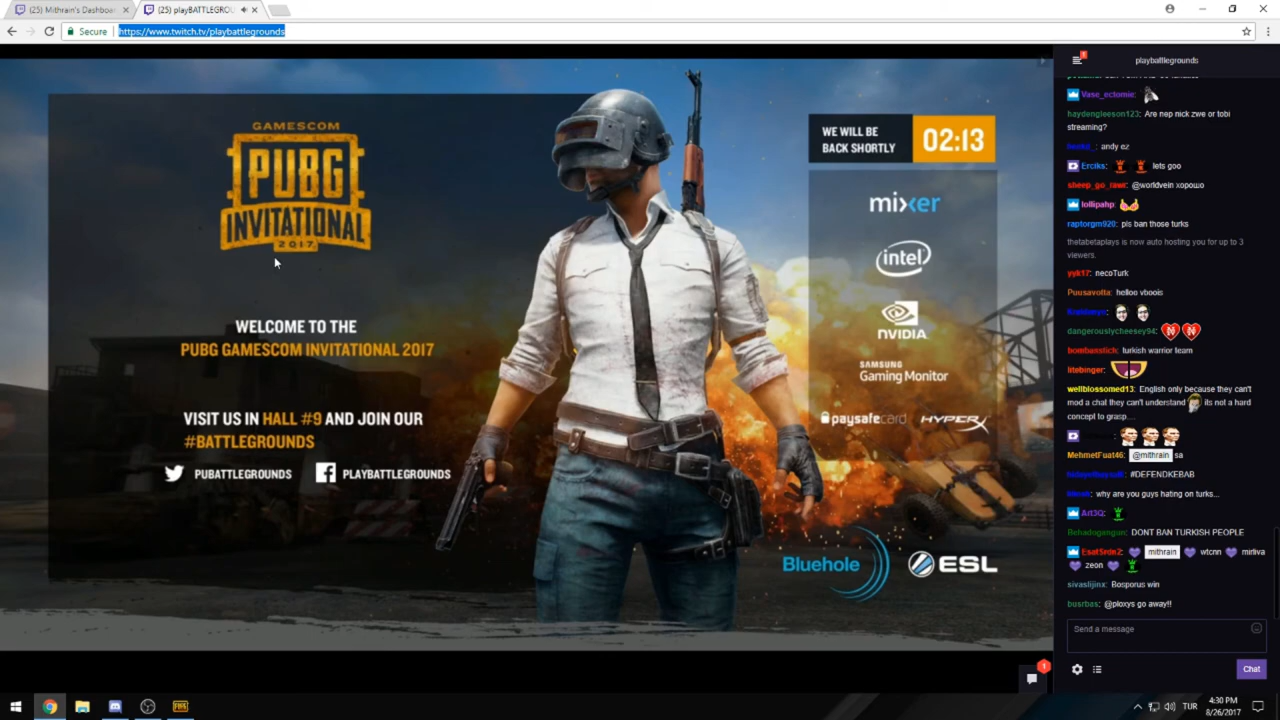 (25) Mithrain's Dashboa
(25) playBATTLEGROU
Secure
https://www.twitch.tv/playbattlegrounds
GAMESCOM
PUBG
INVITATIONAL
2017
WELCOME TO THE
PUBG GAMESCOM INVITATIONAL 2017
VISIT US IN HALL #9 AND JOIN OUR
#BATTLEGROUNDS
PUBATTLEGROUNDS
PLAYBATTLEGROUNDS
WE WILL BE
BACK SHORTLY
02:13
mixer
intel
NVIDIA
SAMSUNG
Gaming Monitor
paysafecard
HYPERX
Bluehole
ESL
1
playbattlegrounds
Vase_ectomie:
haydengleeson123: Are nep nick zwe or tobi
streaming?
andy ez
Erciks: lets goo
sheep_go_rawr: @worldvein хорошо
lollipahp:
raptorgm920: pls ban those turks
thetabetaplays is now auto hosting you for up to 3
viewers.
yyk17: necoTurk
Puusavotta: helloo vboois
dangerouslycheesey94:
bombasstich: turkish warrior team
litebinger:
wellblossomed13: English only because they can't
mod a chat they can't understand its not a hard
concept to grasp....
MehmetFuat46: @mithrain sa
#DEFENDKEBAB
why are you guys hating on turks...
Art3Q:
Behadogangun: DONT BAN TURKISH PEOPLE
EsatSrdn2: mithrain wtcnn mirliva
zeon
sivaslijinx: Bosporus win
busrbas: @ploxys go away!!
Send a message
Chat
1
PUBG
TUR
4:30 PM
8/26/2017